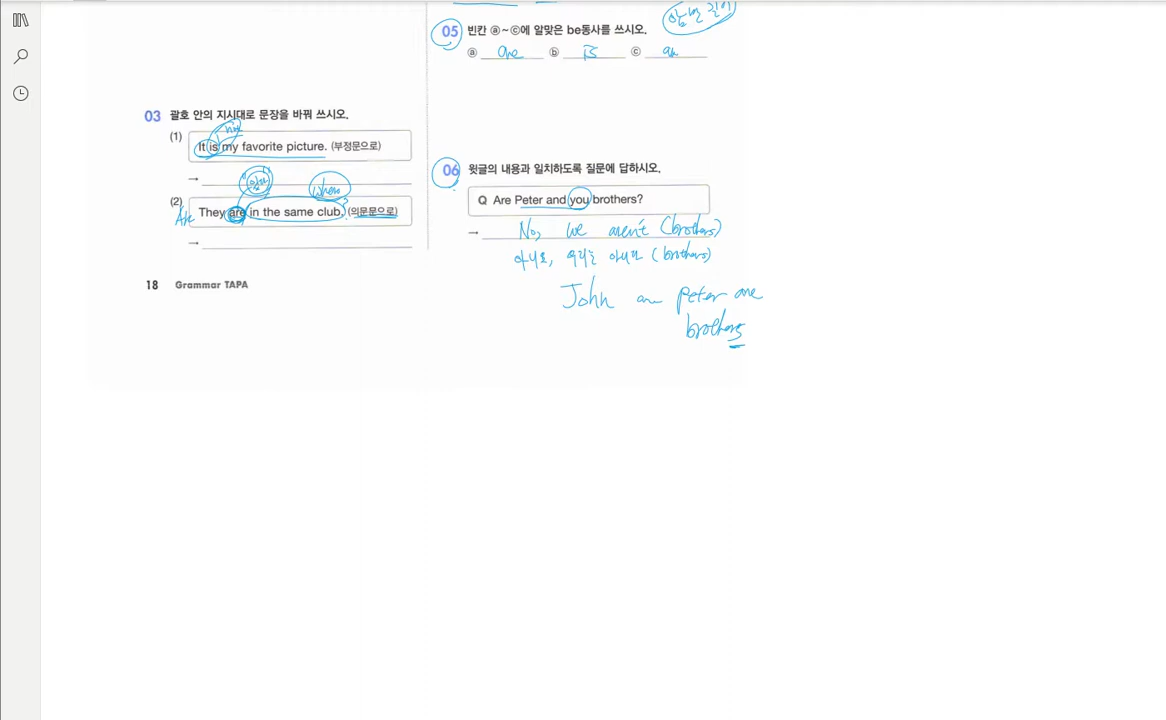 03 괄호 안의 지시대로 문장을 바꿔 쓰시오.
(1)
not
It is my favorite picture. (부정문으로)
→
where
(2)
Are
They are in the same club. (의문문으로)
?
→
18 Grammar TAPA
05 빈칸 ⓐ~ⓒ에 알맞은 be동사를 쓰시오.
ⓐ are ⓑ is ⓒ
06 윗글의 내용과 일치하도록 질문에 답하시오.
Q Are Peter and you brothers?
→ No, we aren't (brothers)
아니요, 우리는 아니다 (brothers)
John an Peter are
brothers